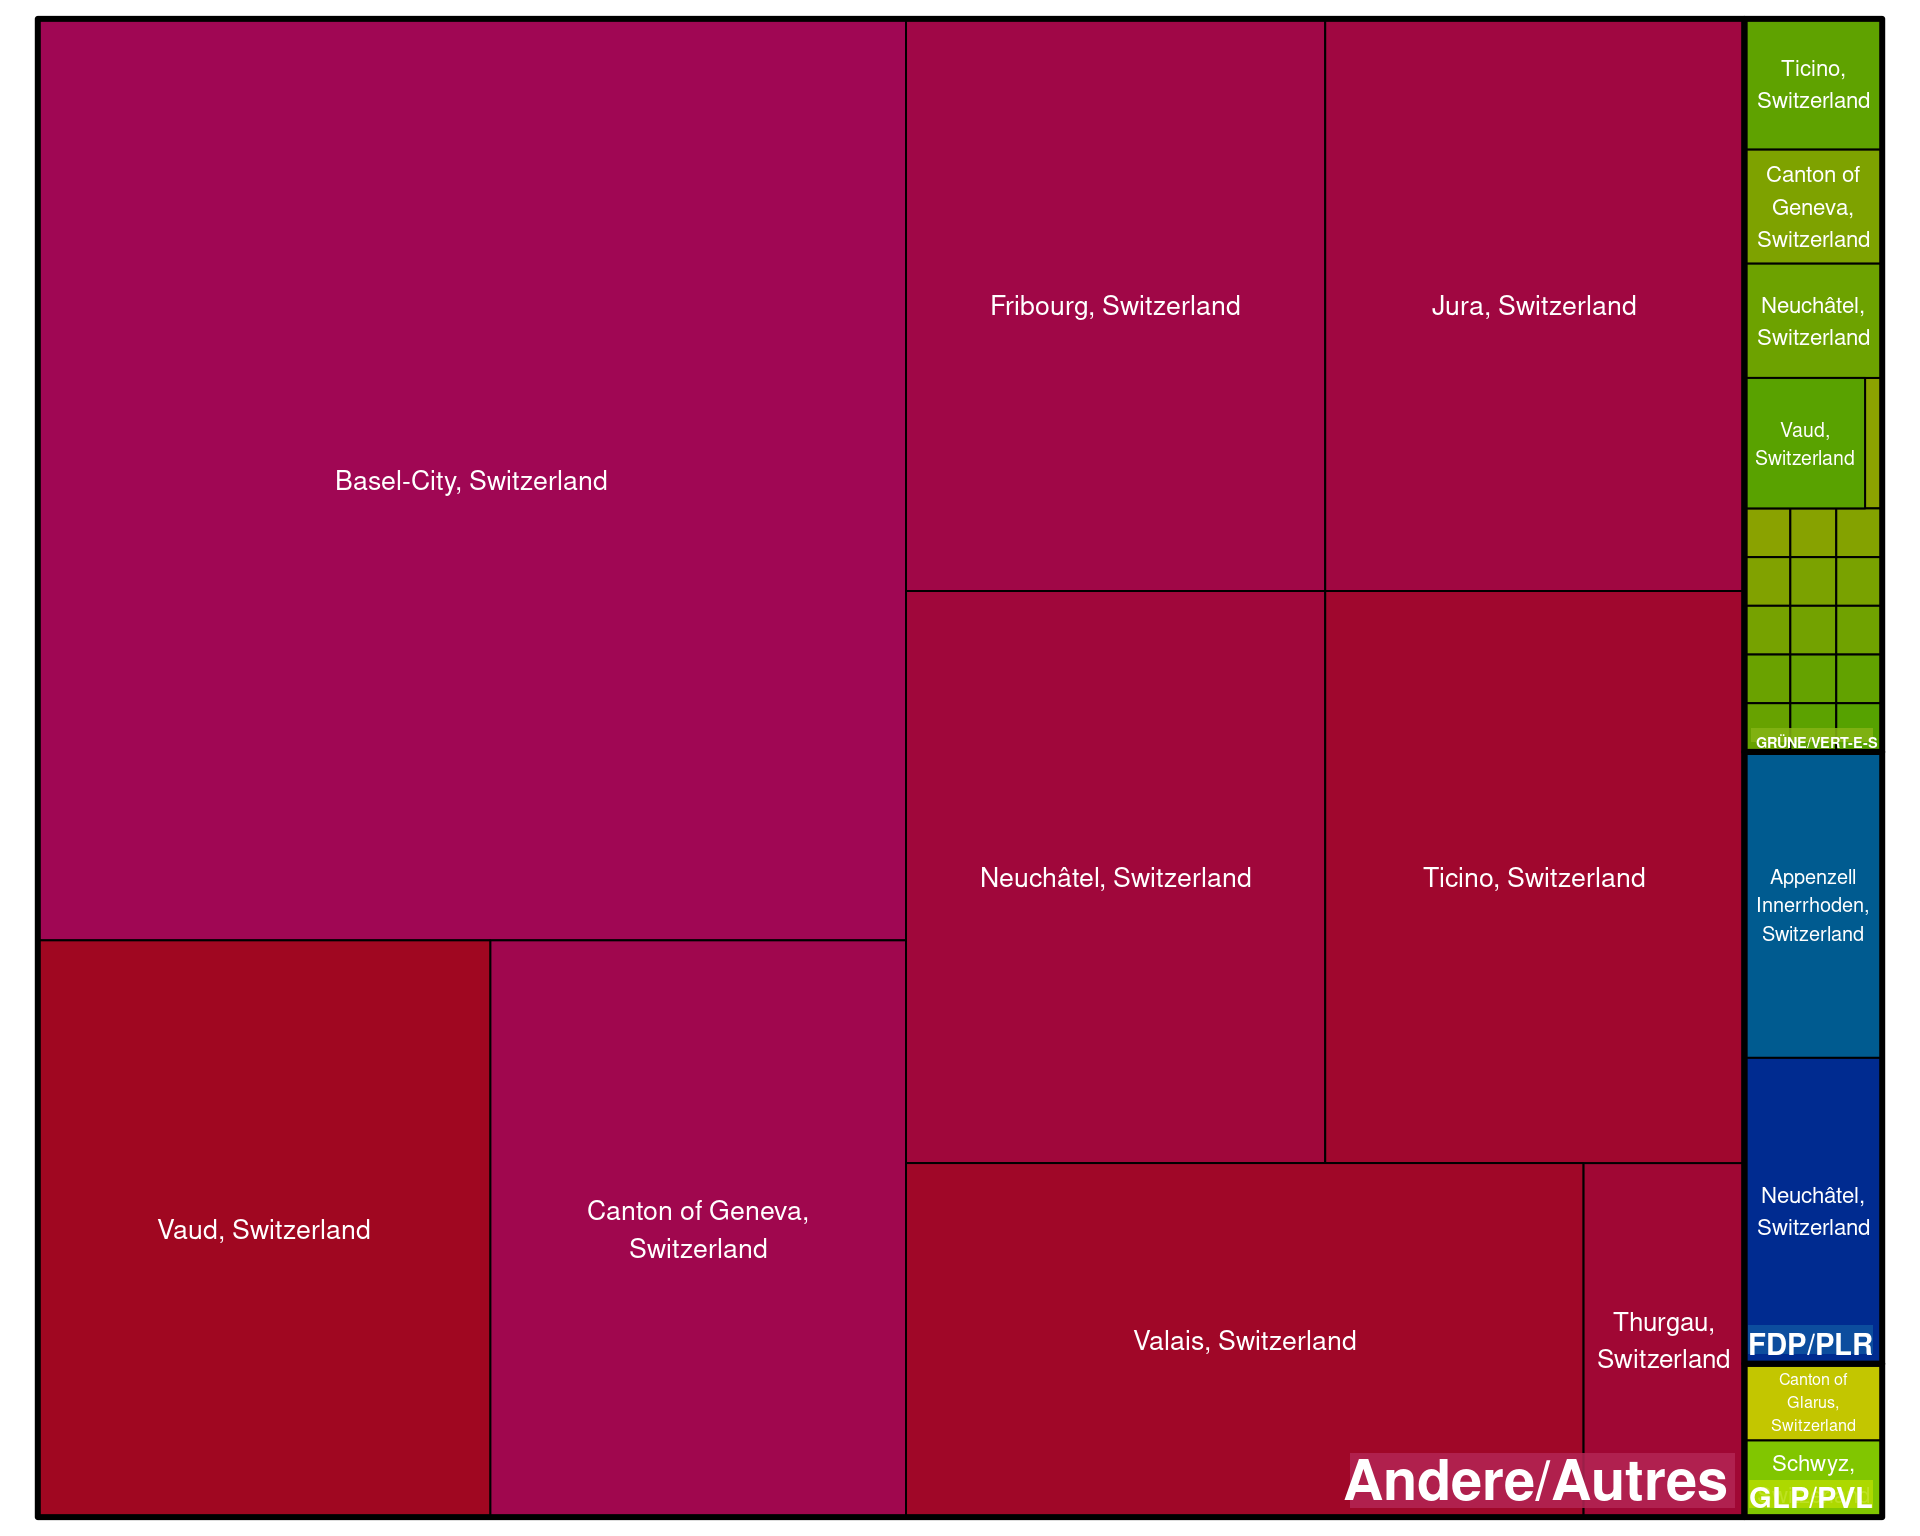 Basel-City, Switzerland
Vaud, Switzerland
Canton of Geneva,
Switzerland
Fribourg, Switzerland
Jura, Switzerland
Neuchâtel, Switzerland
Ticino, Switzerland
Valais, Switzerland
Thurgau,
Switzerland
Andere/Autres
Ticino,
Switzerland
Canton of
Geneva,
Switzerland
Neuchâtel,
Switzerland
Vaud,
Switzerland
GRÜNE/VERT-E-S
Appenzell
Innerrhoden,
Switzerland
Neuchâtel,
Switzerland
FDP/PLR
Canton of
Glarus,
Switzerland
Schwyz,
GLP/PVL